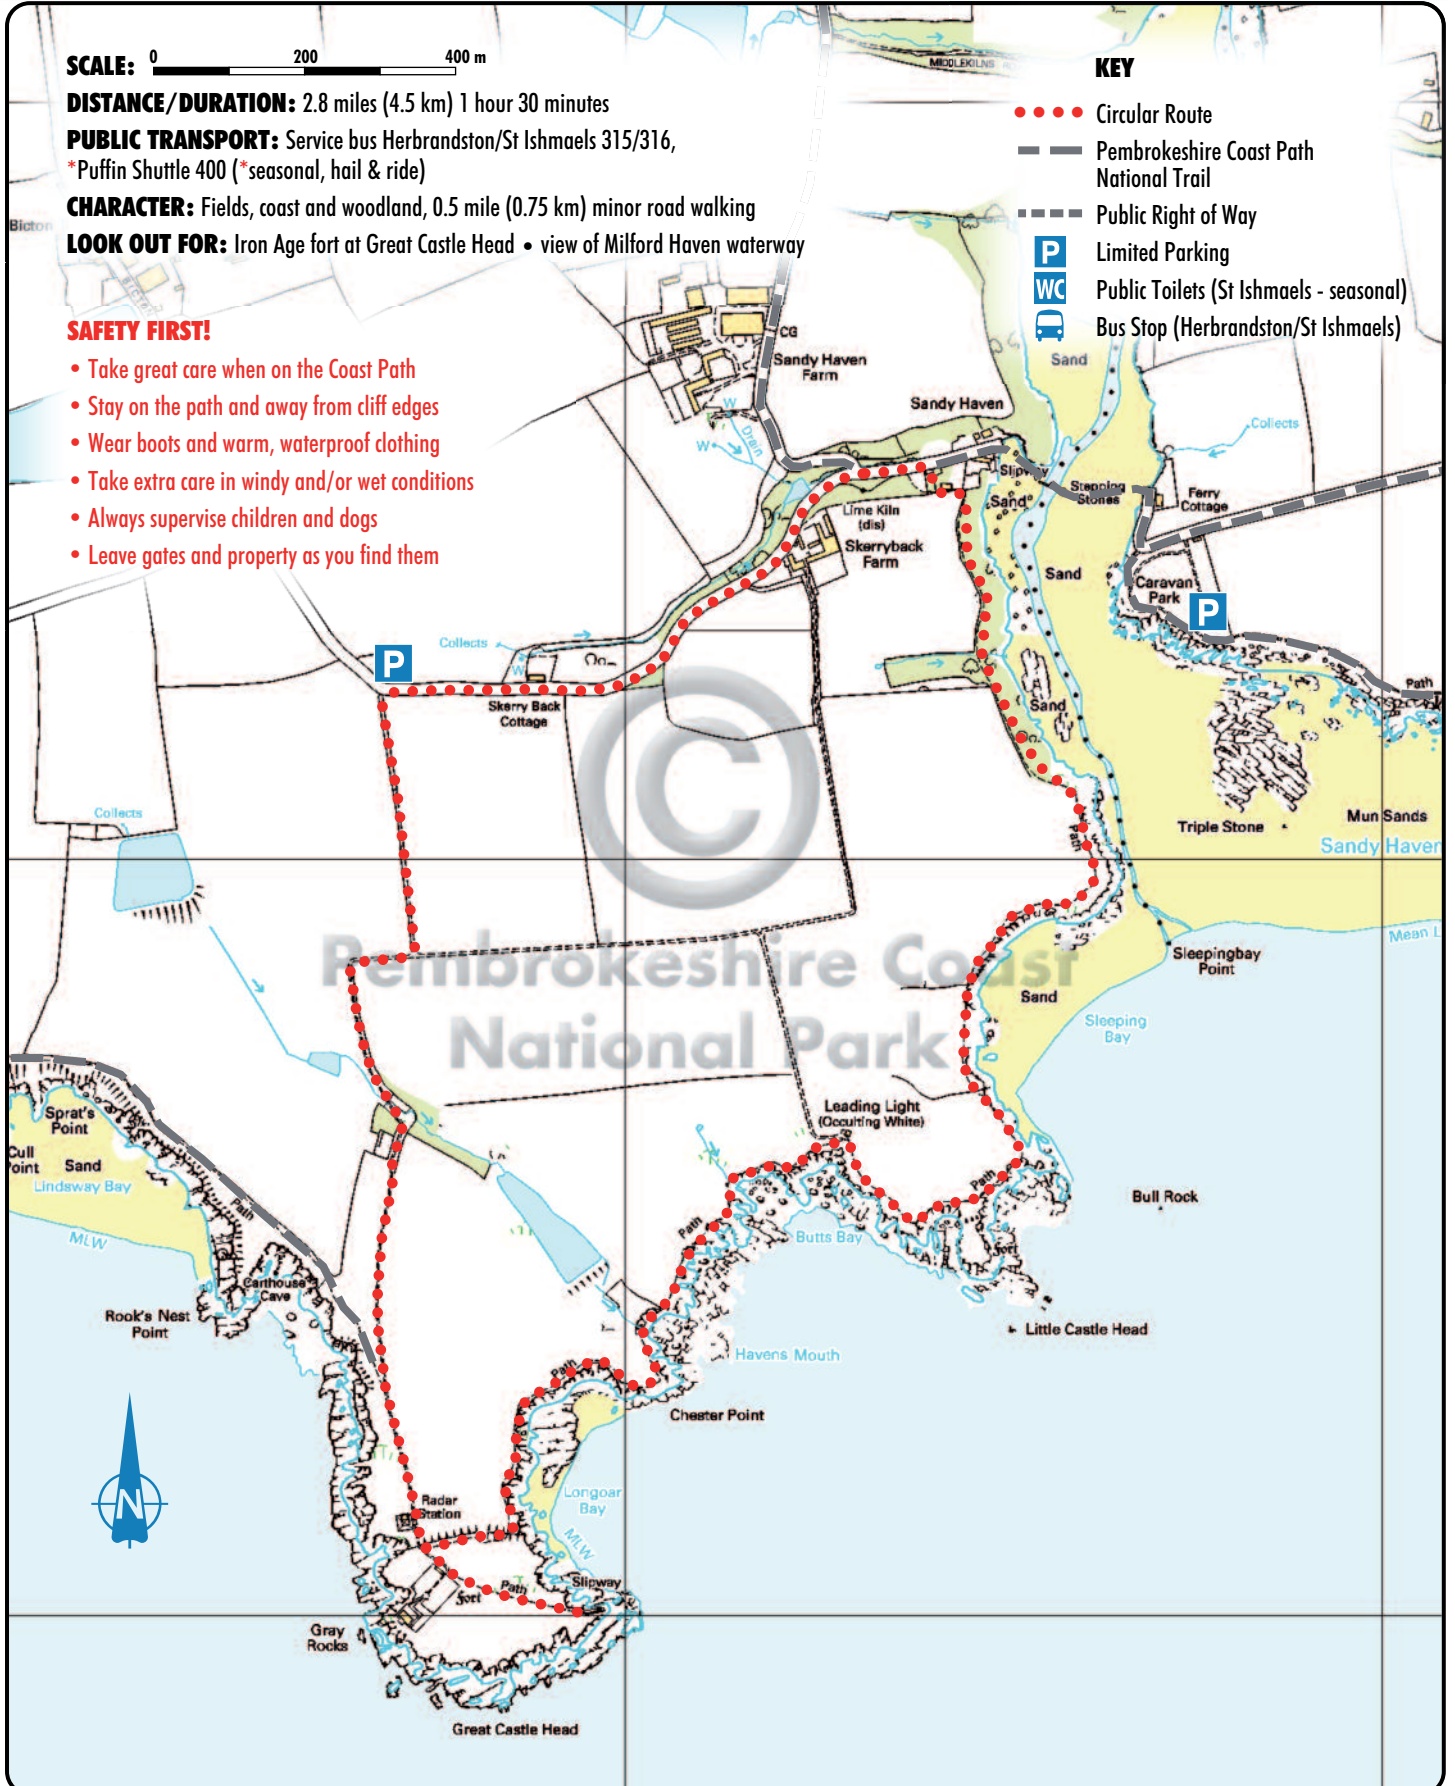 SCALE: 0 200 400 m
DISTANCE/DURATION: 2.8 miles (4.5 km) 1 hour 30 minutes
PUBLIC TRANSPORT: Service bus Herbrandston/St Ishmaels 315/316,
*Puffin Shuttle 400 (*seasonal, hail & ride)
CHARACTER: Fields, coast and woodland, 0.5 mile (0.75 km) minor road walking
LOOK OUT FOR: Iron Age fort at Great Castle Head • view of Milford Haven waterway
SAFETY FIRST!
• Take great care when on the Coast Path
• Stay on the path and away from cliff edges
• Wear boots and warm, waterproof clothing
• Take extra care in windy and/or wet conditions
• Always supervise children and dogs
• Leave gates and property as you find them
KEY
Circular Route
Pembrokeshire Coast Path
National Trail
Public Right of Way
P Limited Parking
WC Public Toilets (St Ishmaels - seasonal)
Bus Stop (Herbrandston/St Ishmaels)
MIDDLEKILNS
Bicton
CG
Sandy Haven
Farm
Sand
Sandy Haven
W
Drain
W
Collects
Slipway
Stepping
Stones
Sand
Ferry
Cottage
Lime Kiln
(dis)
Skerryback
Farm
Sand
Caravan
Park
P
P
Collects
W
Skerry Back
Cottage
Sand
Path
Collects
Path
Triple Stone
Mun Sands
Sandy Haven
©
Pembrokeshire Coast
National Park
Mean L
Sleepingbay
Point
Sand
Sleeping
Bay
Leading Light
(Occulting White)
Sprat's
Point
Cull
Point
Sand
Lindsway Bay
MLW
Path
Path
Bull Rock
Path
Butts Bay
fort
Carthouse
Cave
Rook's Nest
Point
Little Castle Head
Havens Mouth
Path
Chester Point
N
Radar
Station
Longoar
Bay
MLW
Path
Slipway
fort
Gray
Rocks
Great Castle Head